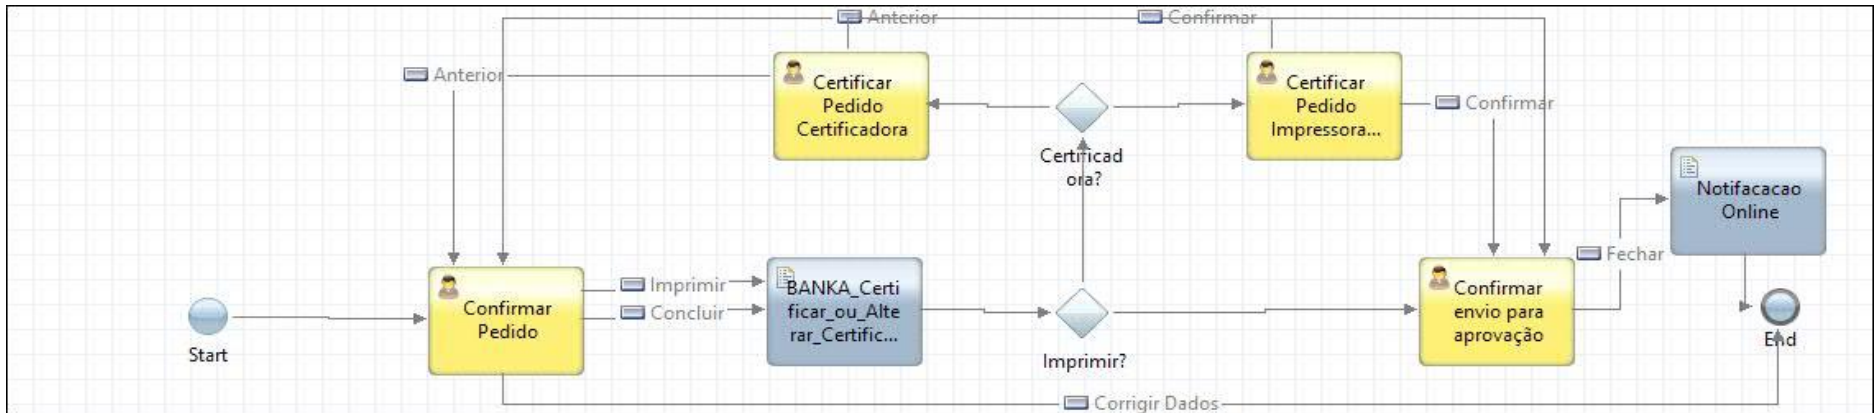 Anterior
Confirmar
Anterior
Certificar
Pedido
Certificadora
Certificar
Pedido
Impressora...
Confirmar
Certificad
ora?
Notifacacao
Online
Fechar
Start
Confirmar
Pedido
Imprimir
Concluir
BANKA_Certi
ficar_ou_Alte
rar_Certific...
Imprimir?
Confirmar
envio para
aprovação
End
Corrigir Dados